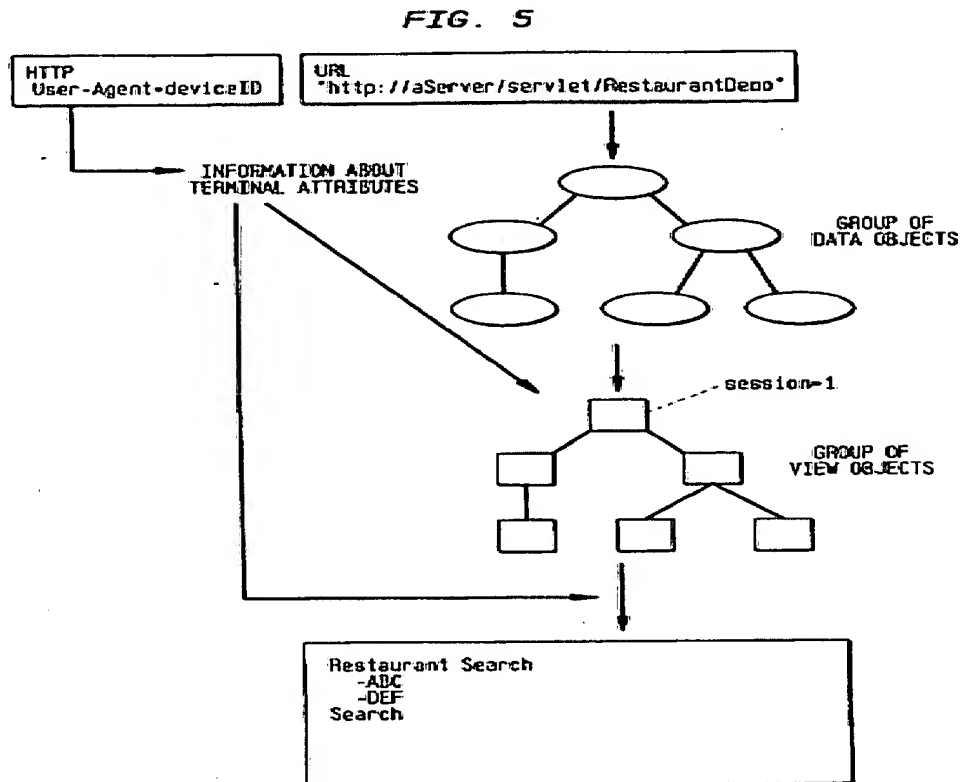 FIG. 5
HTTP
User-Agent=deviceID
URL
"http://aServer/servlet/RestaurantDemo"
INFORMATION ABOUT
TERMINAL ATTRIBUTES
GROUP OF
DATA OBJECTS
session-1
GROUP OF
VIEW OBJECTS
Restaurant Search
-ABC
-DEF
Search